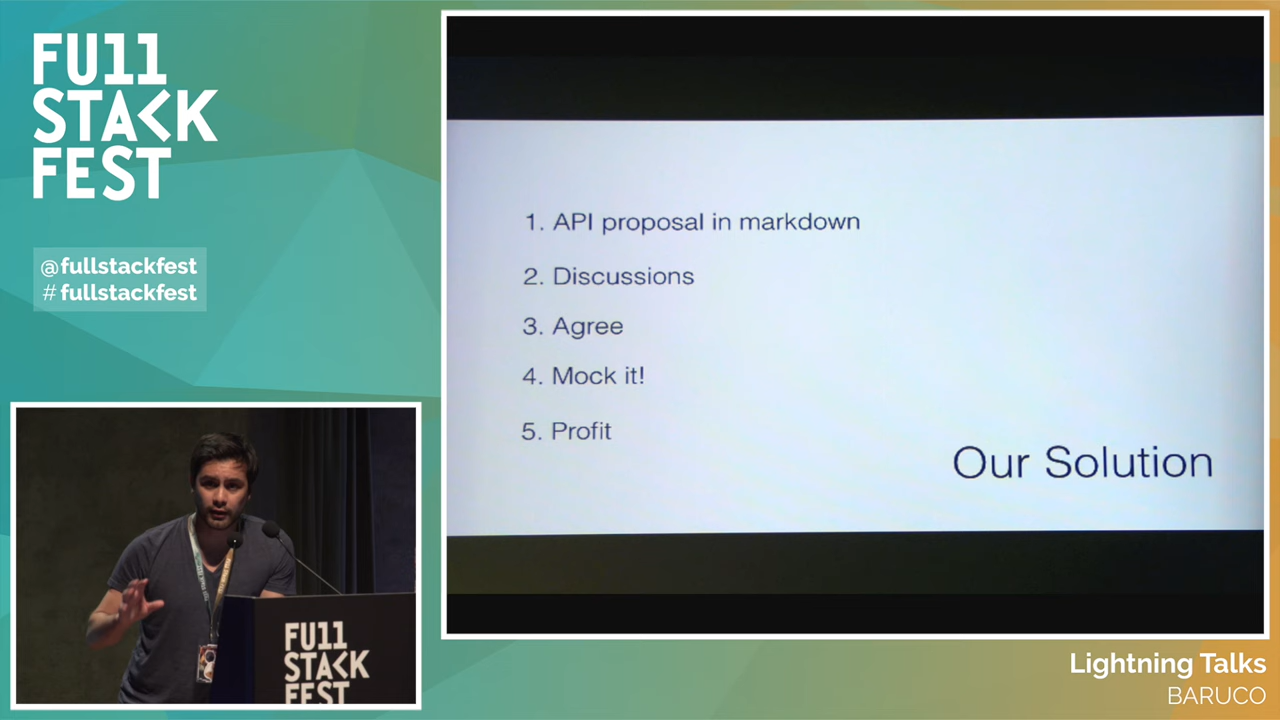 FU11
STACK
FEST
@fullstackfest
# fullstackfest
1. API proposal in markdown
2. Discussions
3. Agree
4. Mock it!
5. Profit
Our Solution
FU11
STACK
FEST
Lightning Talks
BARUCO